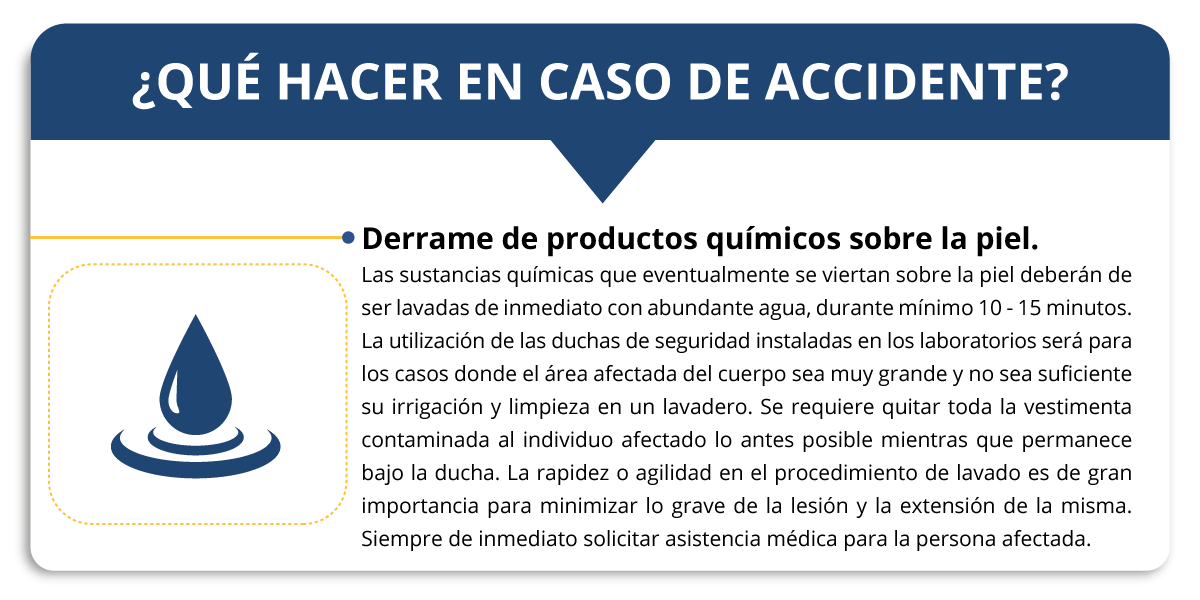 ¿QUÉ HACER EN CASO DE ACCIDENTE?
Derrame de productos químicos sobre la piel.
Las sustancias químicas que eventualmente se viertan sobre la piel deberán de
ser lavadas de inmediato con abundante agua, durante mínimo 10 - 15 minutos.
La utilización de las duchas de seguridad instaladas en los laboratorios será para
los casos donde el área afectada del cuerpo sea muy grande y no sea suficiente
su irrigación y limpieza en un lavadero. Se requiere quitar toda la vestimenta
contaminada al individuo afectado lo antes posible mientras que permanece
bajo la ducha. La rapidez o agilidad en el procedimiento de lavado es de gran
importancia para minimizar lo grave de la lesión y la extensión de la misma.
Siempre de inmediato solicitar asistencia médica para la persona afectada.